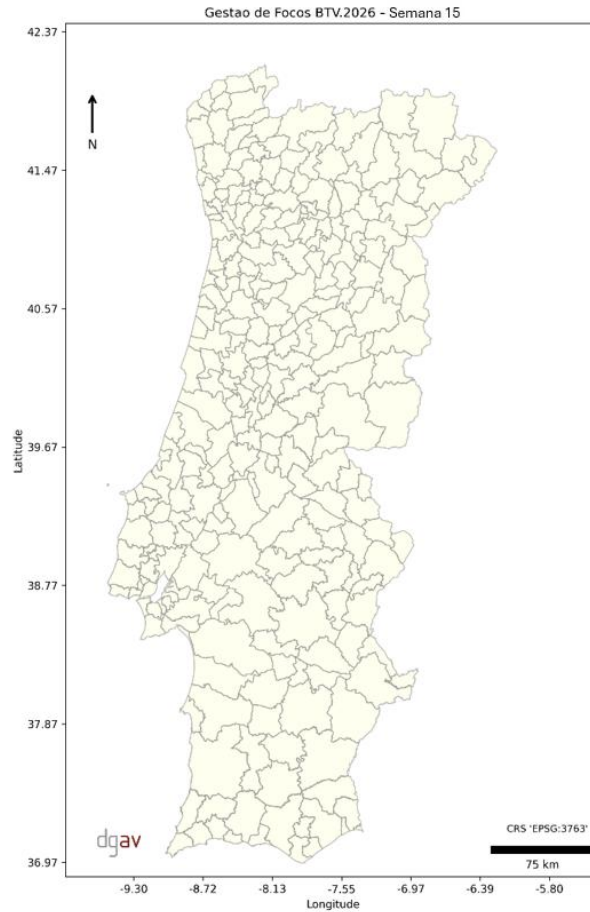 Gestao de Focos BTV.2026 - Semana 15
42.37
N
41.47
40.57
Latitude
39.67
38.77
37.87
dgav
CRS 'EPSG:3763'
36.97
75 km
-9.30 -8.72 -8.13 -7.55 -6.97 -6.39 -5.80
Longitude